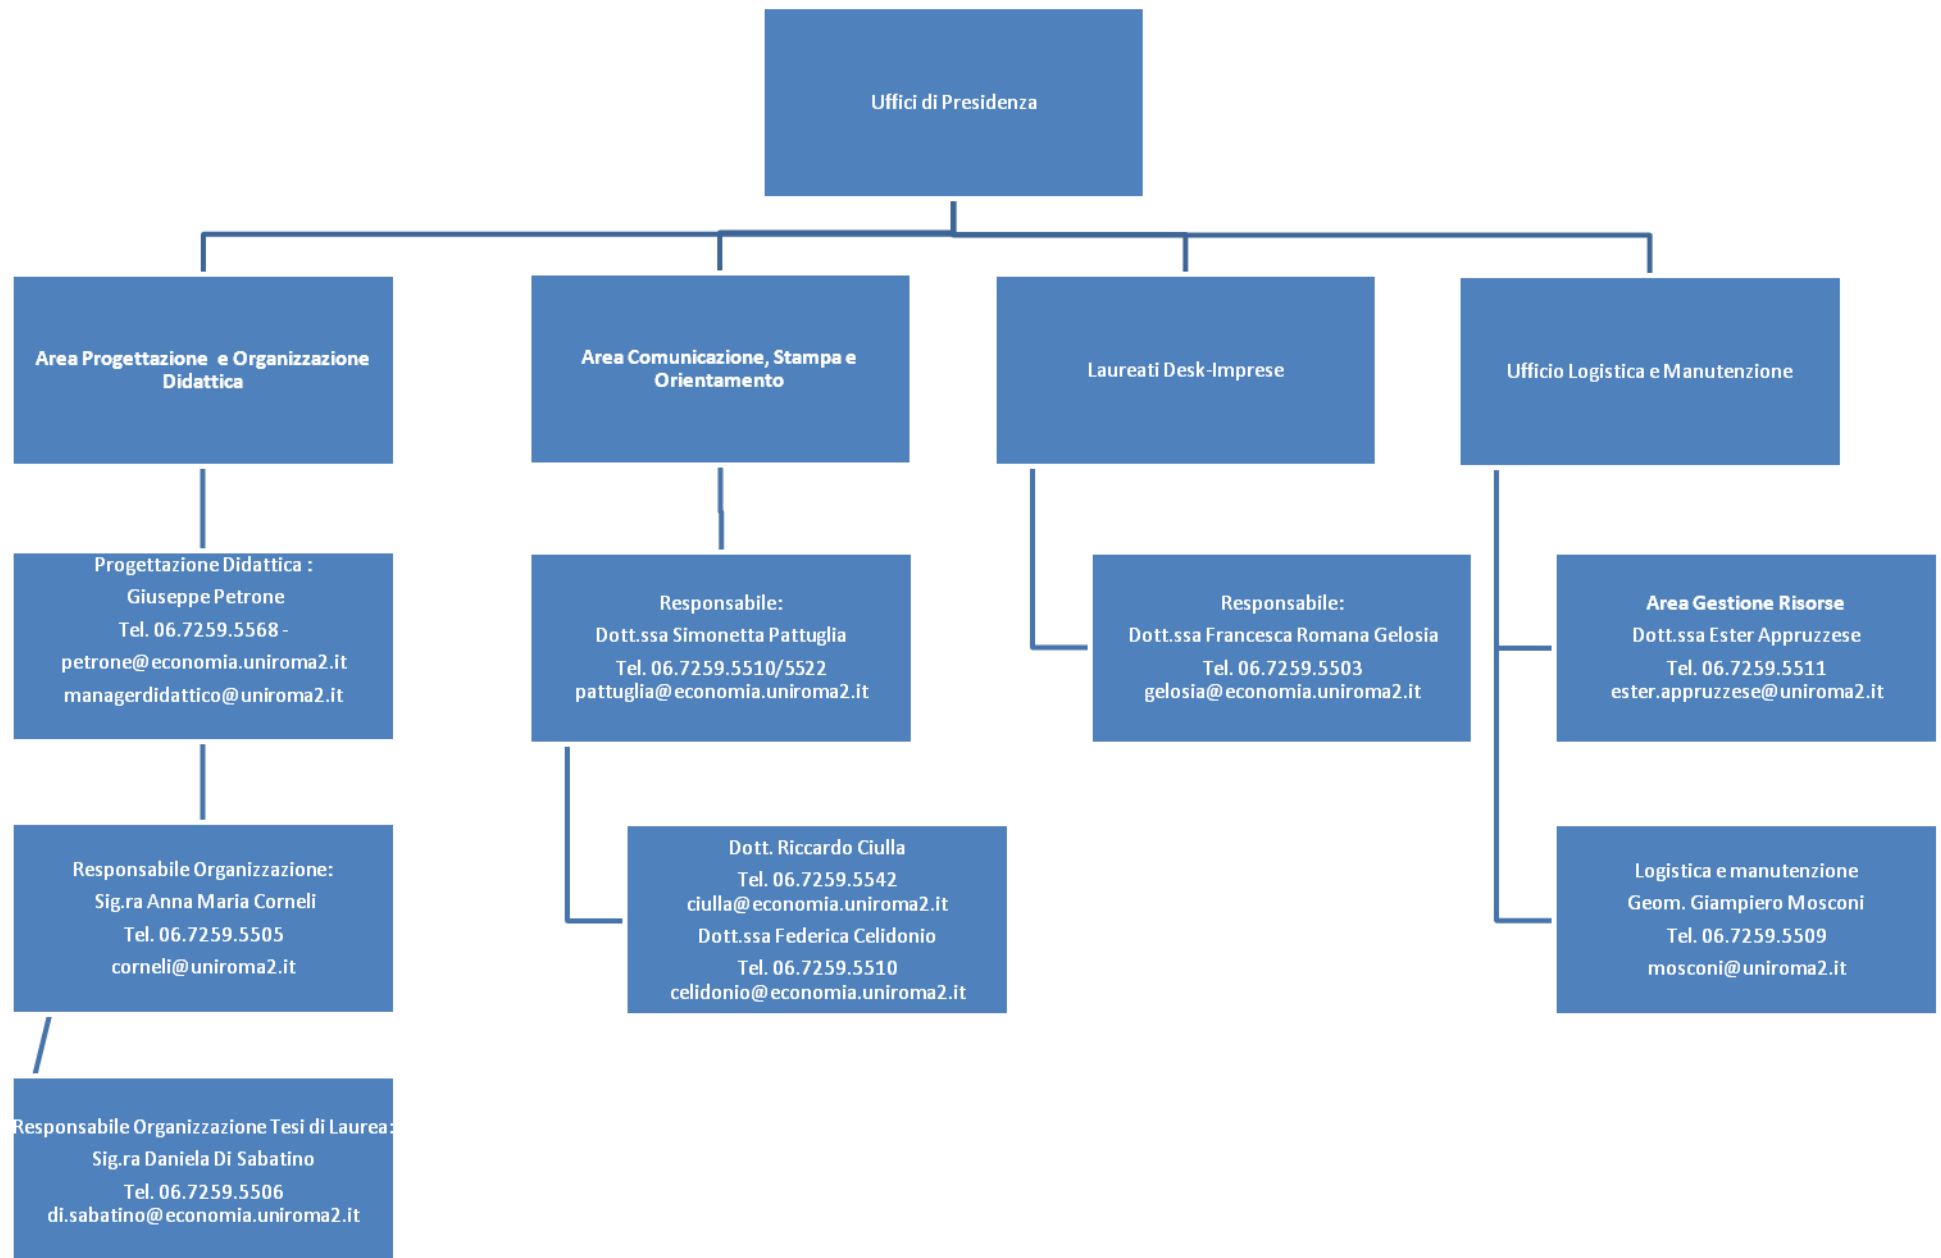 Uffici di Presidenza
Area Progettazione e Organizzazione
Didattica
Area Comunicazione, Stampa e
Orientamento
Laureati Desk-Imprese
Ufficio Logistica e Manutenzione
Progettazione Didattica :
Giuseppe Petrone
Tel. 06.7259.5568 -
petrone@economia.uniroma2.it
managerdidattico@uniroma2.it
Responsabile:
Dott.ssa Simonetta Pattuglia
Tel. 06.7259.5510/5522
pattuglia@economia.uniroma2.it
Responsabile:
Dott.ssa Francesca Romana Gelosia
Tel. 06.7259.5503
gelosia@economia.uniroma2.it
Area Gestione Risorse
Dott.ssa Ester Appruzzese
Tel. 06.7259.5511
ester.appruzzese@uniroma2.it
Responsabile Organizzazione:
Sig.ra Anna Maria Corneli
Tel. 06.7259.5505
corneli@uniroma2.it
Dott. Riccardo Ciulla
Tel. 06.7259.5542
ciulla@economia.uniroma2.it
Dott.ssa Federica Celidonio
Tel. 06.7259.5510
celidonio@economia.uniroma2.it
Logistica e manutenzione
Geom. Giampiero Mosconi
Tel. 06.7259.5509
mosconi@uniroma2.it
Responsabile Organizzazione Tesi di Laurea:
Sig.ra Daniela Di Sabatino
Tel. 06.7259.5506
di.sabatino@economia.uniroma2.it